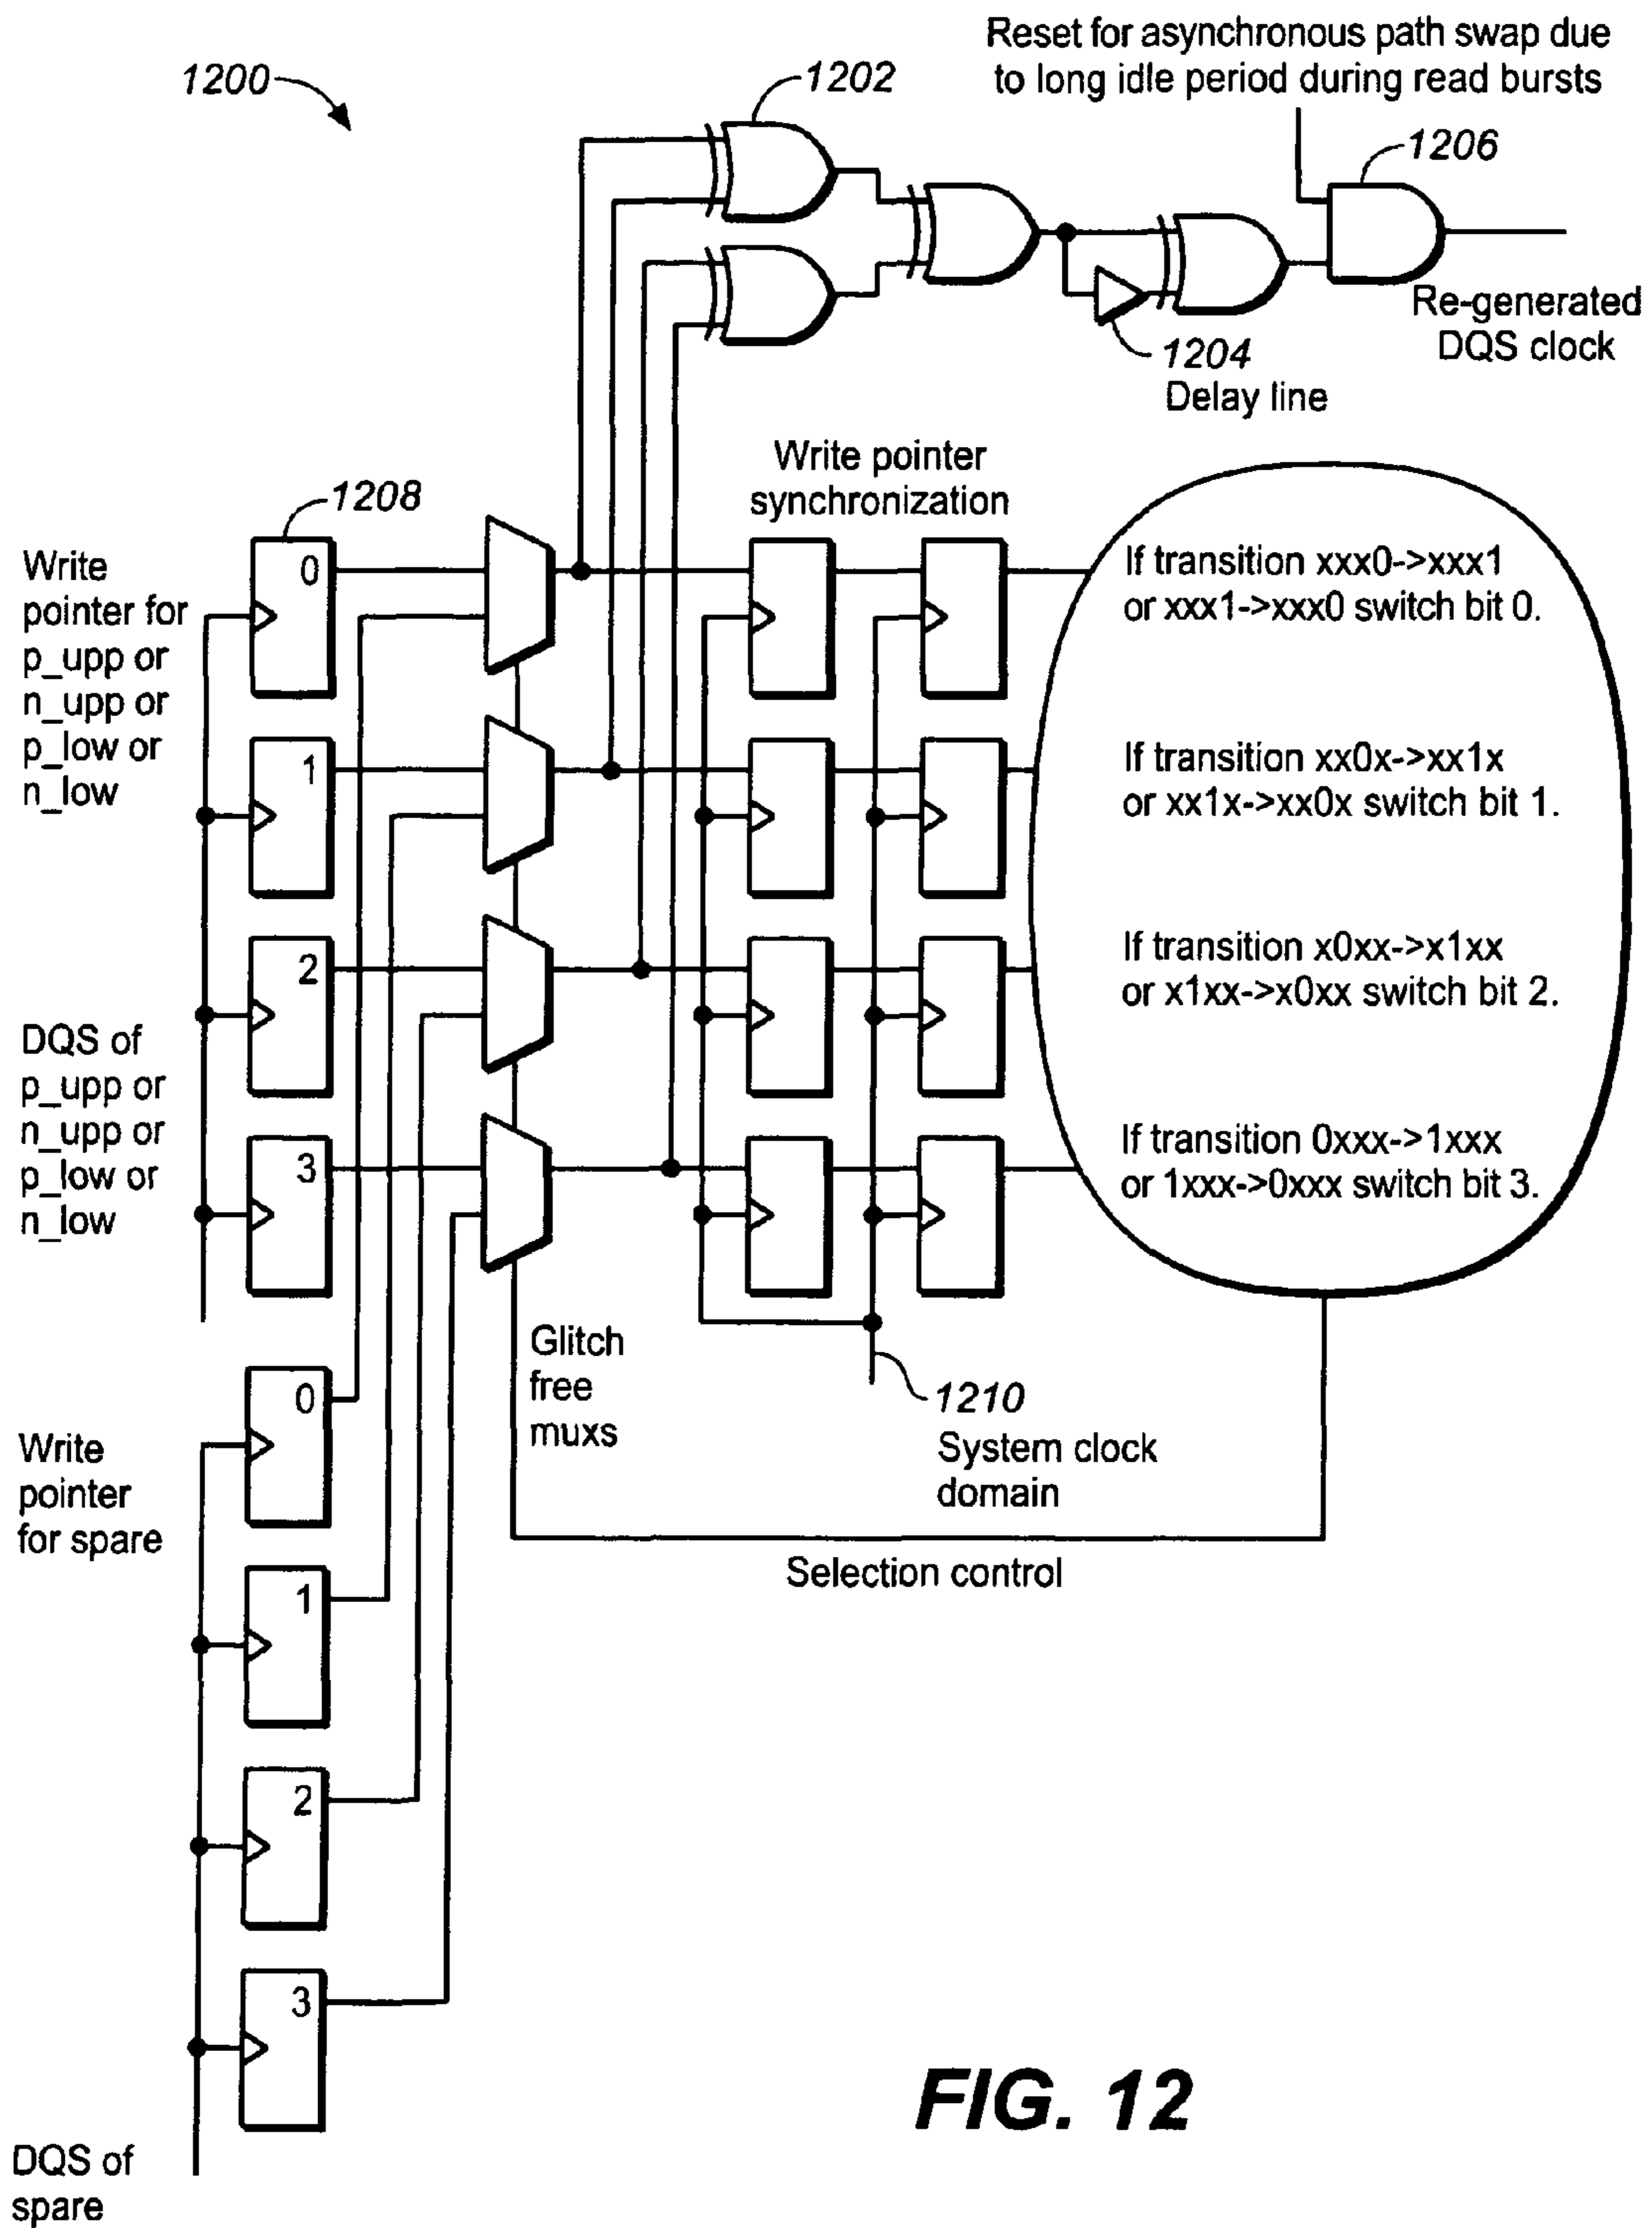 Reset for asynchronous path swap due
to long idle period during read bursts
1200
1202
1206
Re-generated
DQS clock
1204
Delay line
Write pointer
synchronization
1208
Write
pointer for
p_upp or
n_upp or
p_low or
n_low
0
1
2
3
If transition xxx0->xxx1
or xxx1->xxx0 switch bit 0.
If transition xx0x->xx1x
or xx1x->xx0x switch bit 1.
If transition x0xx->x1xx
or x1xx->x0xx switch bit 2.
If transition 0xxx->1xxx
or 1xxx->0xxx switch bit 3.
DQS of
p_upp or
n_upp or
p_low or
n_low
Glitch
free
muxs
1210
System clock
domain
Selection control
Write
pointer
for spare
0
1
2
3
DQS of
spare
FIG. 12